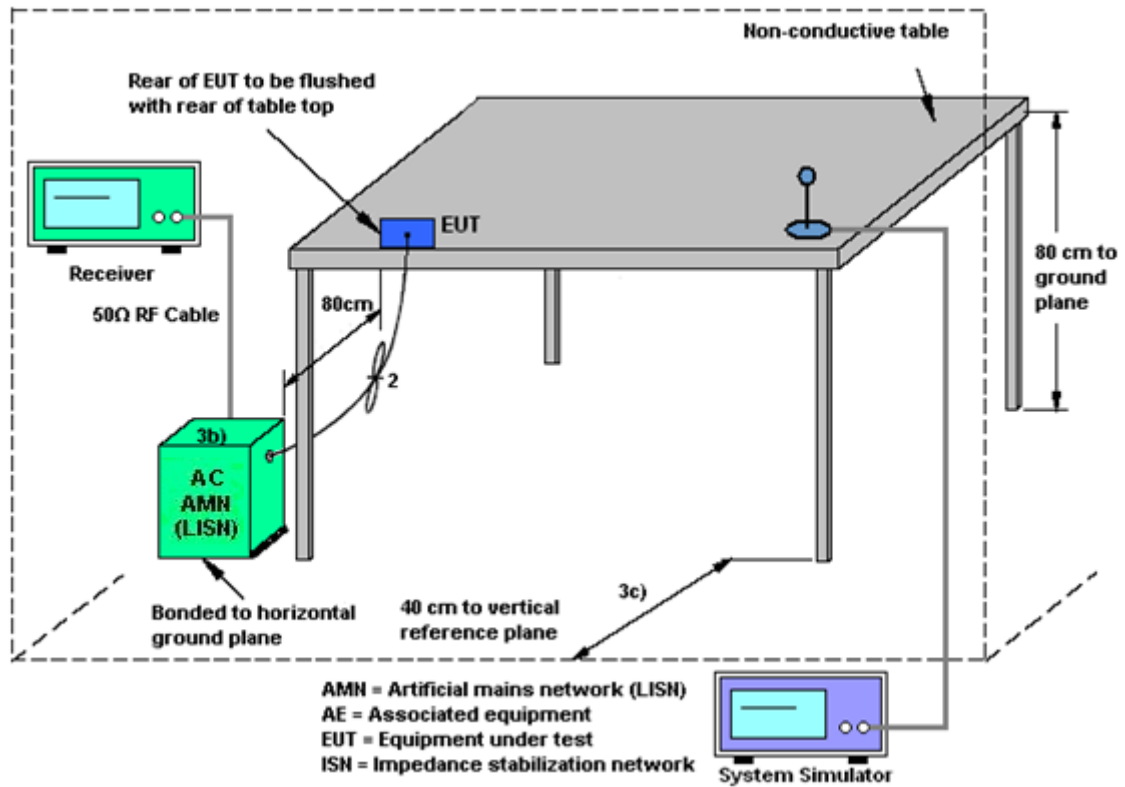 Non-conductive table
Rear of EUT to be flushed
with rear of table top
EUT
Receiver
80cm
80 cm to
ground
plane
50Ω RF Cable
2
3b)
AC
AMN
(LISN)
Bonded to horizontal
ground plane
40 cm to vertical
reference plane
3c)
AMN = Artificial mains network (LISN)
AE = Associated equipment
EUT = Equipment under test
ISN = Impedance stabilization network
System Simulator